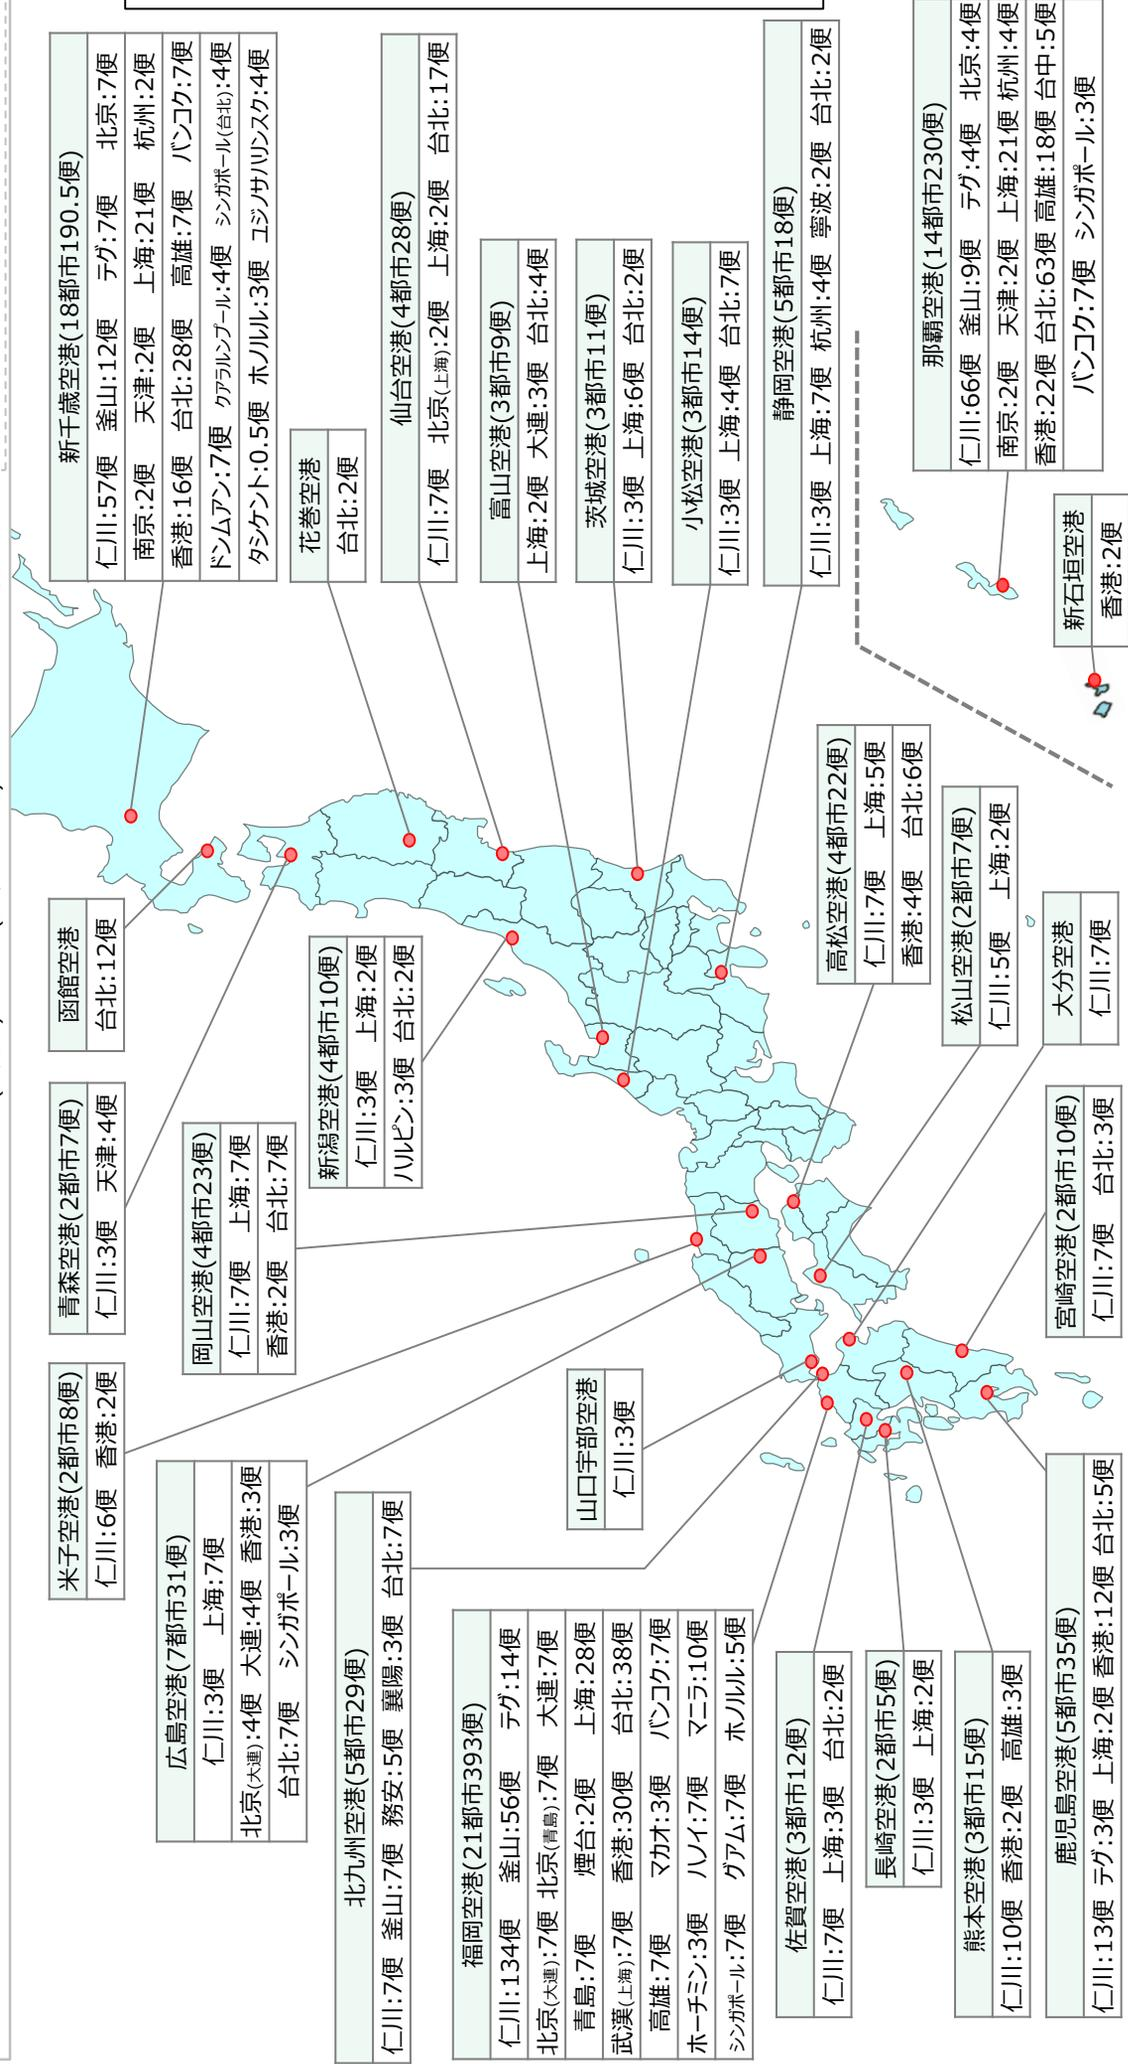 米子空港(2都市8便)
仁川:6便 香港:2便
青森空港(2都市7便)
仁川:3便 天津:4便
函館空港
台北:12便
新千歳空港(18都市190.5便)
仁川:57便 釜山:12便 テグ:7便 北京:7便
南京:2便 天津:2便 上海:21便 杭州:2便
香港:16便 台北:28便 高雄:7便 バンコク:7便
ドンムアン:7便 クアラルンプール:4便 シンガポール(台北):4便
タシケント:0.5便 ホノルル:3便 ユジノサハリンスク:4便
広島空港(7都市31便)
仁川:3便 上海:7便
北京(大連):4便 大連:4便 香港:3便
台北:7便 シンガポール:3便
岡山空港(4都市23便)
仁川:7便 上海:7便
香港:2便 台北:7便
新潟空港(4都市10便)
仁川:3便 上海:2便
ハルピン:3便 台北:2便
花巻空港
台北:2便
仙台空港(4都市28便)
仁川:7便 北京(上海):2便 上海:2便 台北:17便
富山空港(3都市9便)
上海:2便 大連:3便 台北:4便
茨城空港(3都市11便)
仁川:3便 上海:6便 台北:2便
小松空港(3都市14便)
仁川:3便 上海:4便 台北:7便
静岡空港(5都市18便)
仁川:3便 上海:7便 杭州:4便 寧波:2便 台北:2便
北九州空港(5都市29便)
仁川:7便 釜山:7便 務安:5便 襄陽:3便 台北:7便
山口宇部空港
仁川:3便
福岡空港(21都市393便)
仁川:134便 釜山:56便 テグ:14便
北京(大連):7便 北京(青島):7便 大連:7便
青島:7便 煙台:2便 上海:28便
武漢(上海):7便 香港:30便 台北:38便
高雄:7便 マカオ:3便 バンコク:7便
ホーチミン:3便 ハノイ:7便 マニラ:10便
シンガポール:7便 グアム:7便 ホノルル:5便
佐賀空港(3都市12便)
仁川:7便 上海:3便 台北:2便
長崎空港(2都市5便)
仁川:3便 上海:2便
熊本空港(3都市15便)
仁川:10便 香港:2便 高雄:3便
鹿児島空港(5都市35便)
仁川:13便 テグ:3便 上海:2便 香港:12便 台北:5便
宮崎空港(2都市10便)
仁川:7便 台北:3便
大分空港
仁川:7便
松山空港(2都市7便)
仁川:5便 上海:2便
高松空港(4都市22便)
仁川:7便 上海:5便
香港:4便 台北:6便
那覇空港(14都市230便)
仁川:66便 釜山:9便 テグ:4便 北京:4便
南京:2便 天津:2便 上海:21便 杭州:4便
香港:22便 台北:63便 高雄:18便 台中:5便
バンコク:7便 シンガポール:3便
新石垣空港
香港:2便